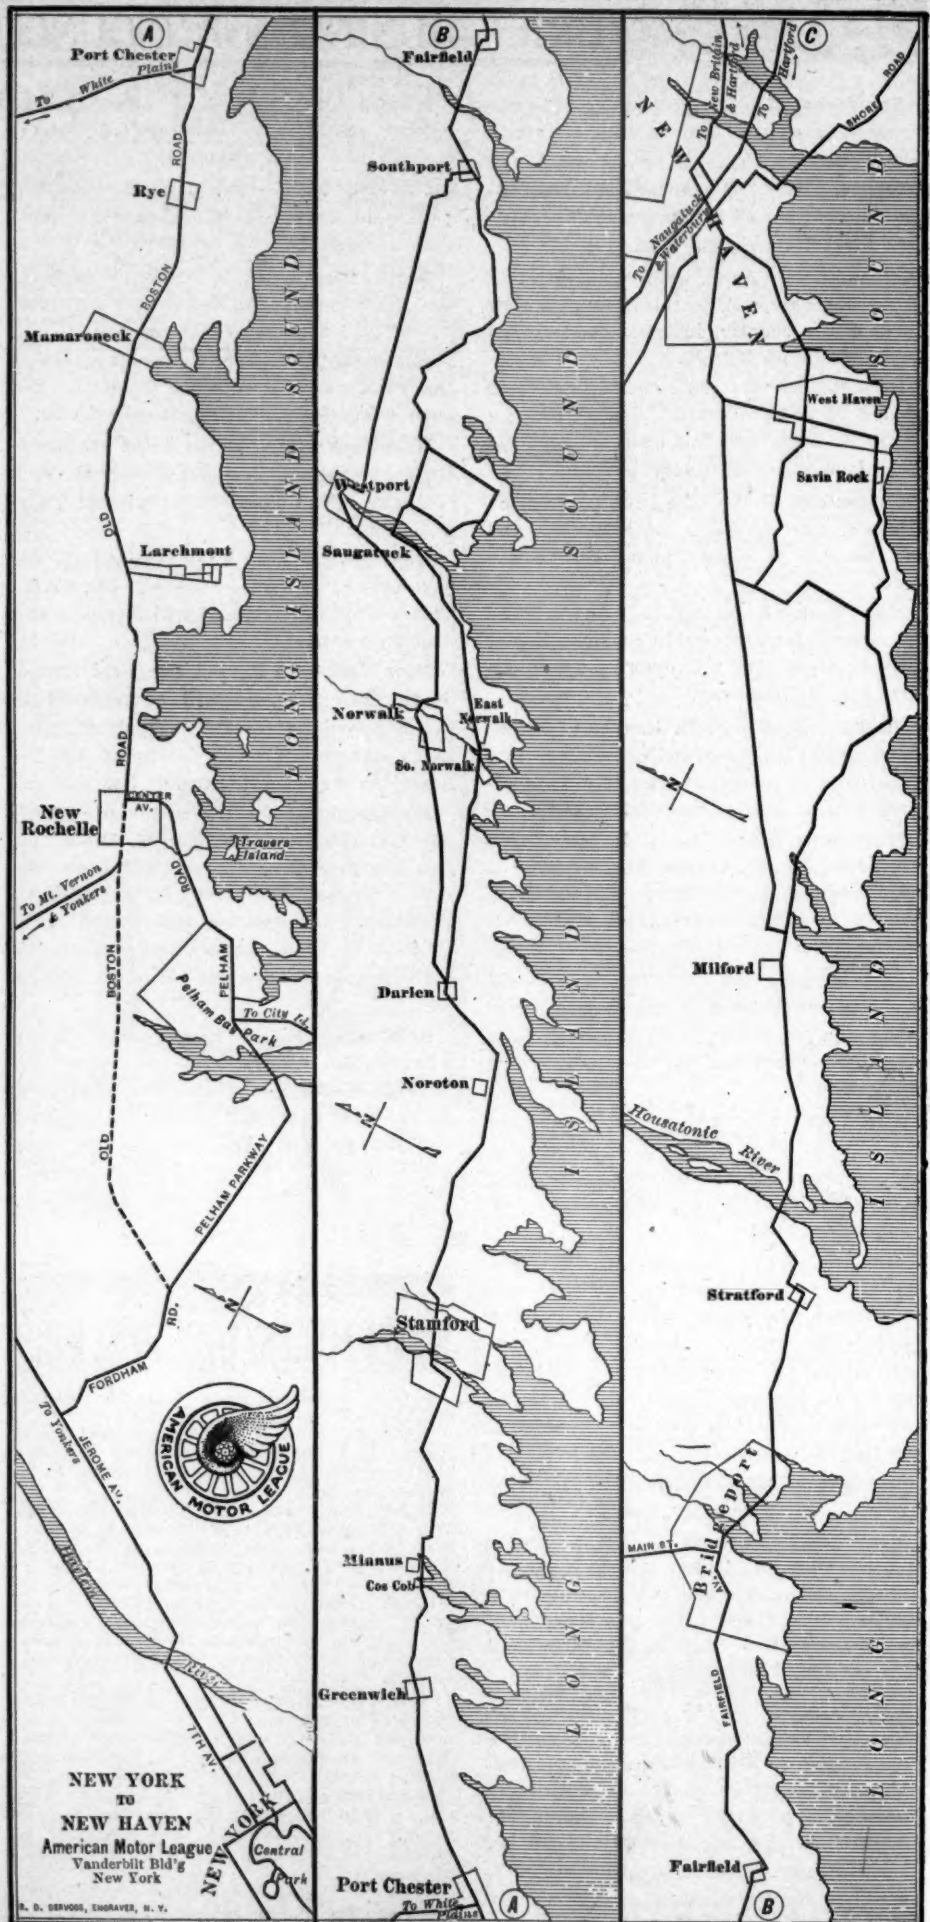 A
Port Chester
To White Plains
ROAD
Rye
BOSTON
Mamaroneck
OLD
Larchmont
LONG ISLAND SOUND
ROAD
CENTER
AV.
New
Rochelle
Travers
Island
ROAD
To Mt. Vernon
& Yonkers
BOSTON
PELHAM
Pelham Bay Park
To City Id.
OLD
PELHAM PARKWAY
N
RD.
FORDHAM
To Yonkers
JEROME AV.
AMERICAN MOTOR LEAGUE
Harlem
River
7TH AV.
NEW YORK
TO
NEW HAVEN
American Motor League
Vanderbilt Bld'g
New York
NEW YORK
Central
Park
R. D. SERVOSS, ENGRAVER, N. Y.
B
Fairfield
Southport
Westport
Saugatuck
Norwalk
East
Norwalk
So. Norwalk
Darien
Noroton
N
Stamford
Mianus
Cos Cob
Greenwich
Port Chester
To White
Plains
A
LONG ISLAND SOUND
C
To New Britain
& Hartford
To Hartford
SHORE ROAD
NEW HAVEN
To Naugatuck
& Waterbury
West Haven
Savin Rock
N
Milford
Housatonic
River
Stratford
Bridgeport
MAIN ST.
AV.
FAIRFIELD
Fairfield
B
LONG ISLAND SOUND